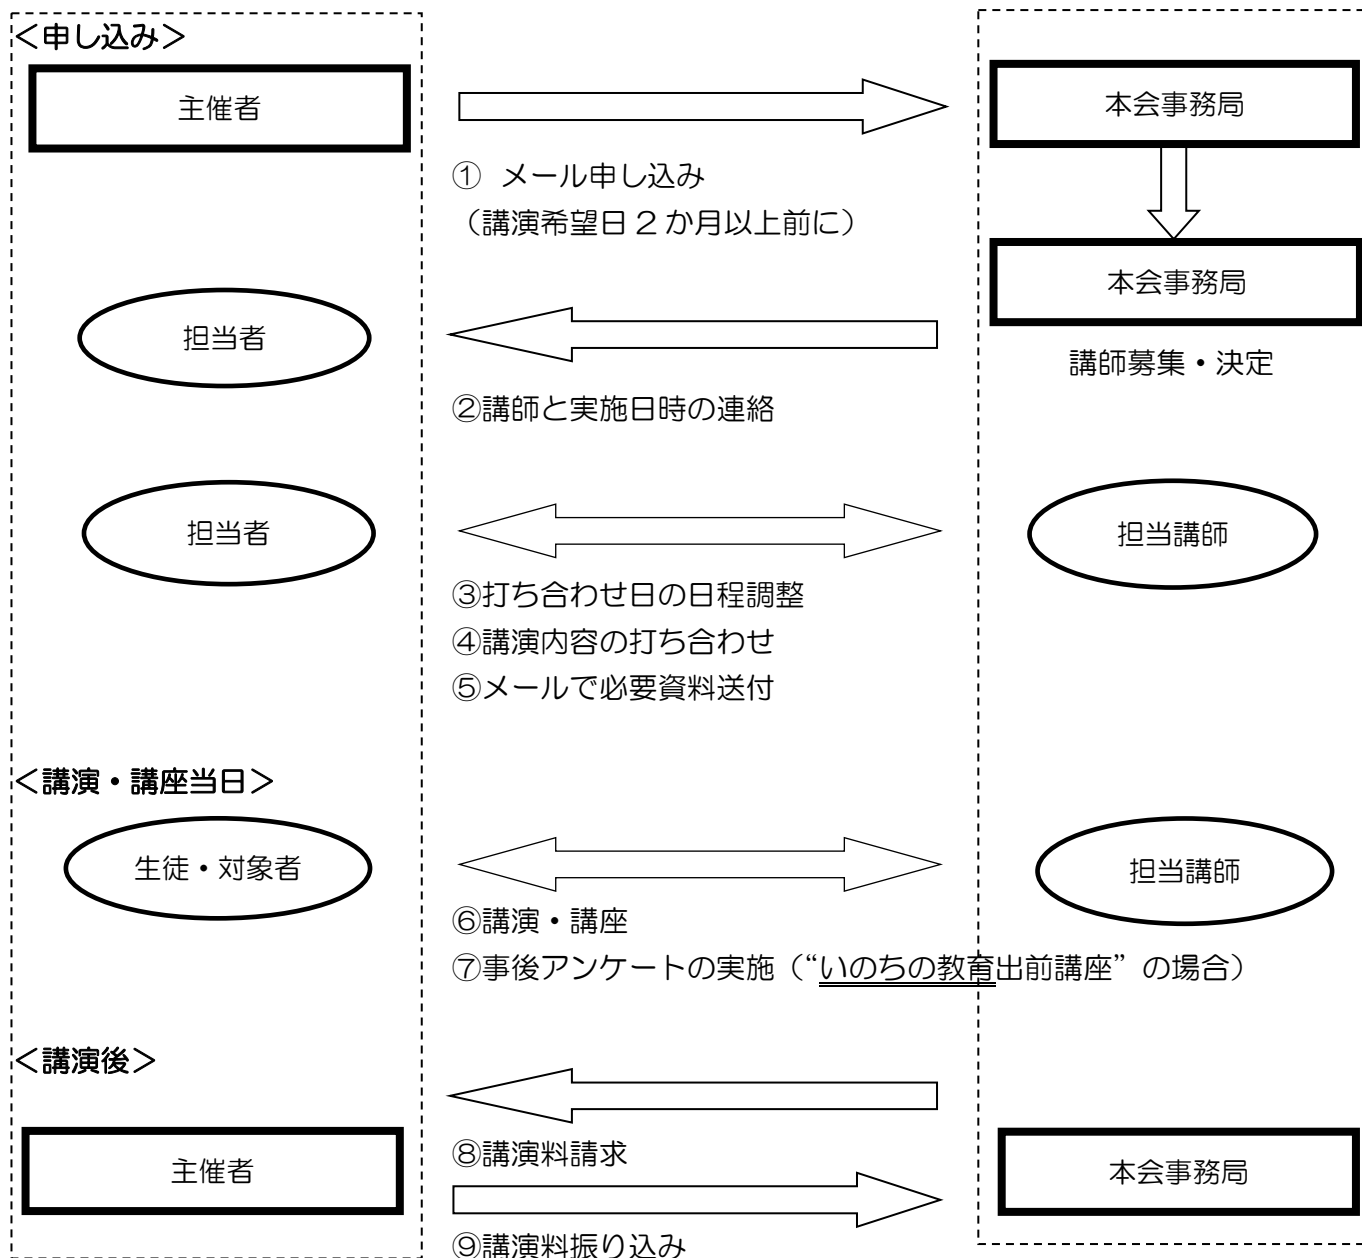 ＜申し込み＞
主催者
本会事務局
① メール申し込み
（講演希望日２か月以上前に）
本会事務局
担当者
講師募集・決定
②講師と実施日時の連絡
担当者
担当講師
③打ち合わせ日の日程調整
④講演内容の打ち合わせ
⑤メールで必要資料送付
＜講演・講座当日＞
生徒・対象者
担当講師
⑥講演・講座
⑦事後アンケートの実施（“いのちの教育出前講座”の場合）
＜講演後＞
⑧講演料請求
主催者
本会事務局
⑨講演料振り込み